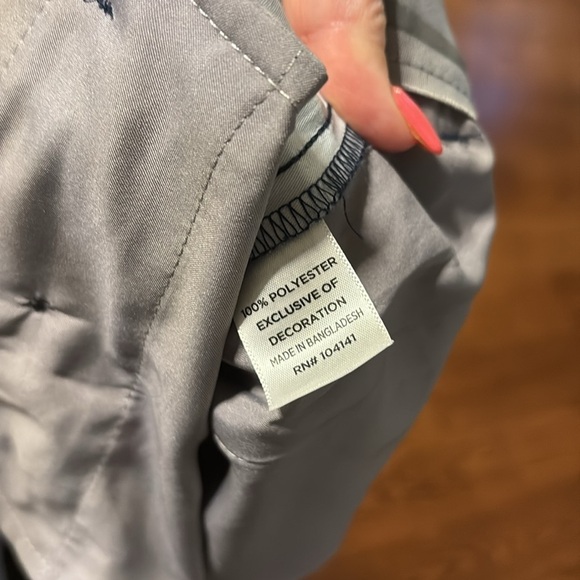 100% POLYESTER
EXCLUSIVE OF
DECORATION
MADE IN BANGLADESH
RN# 104141